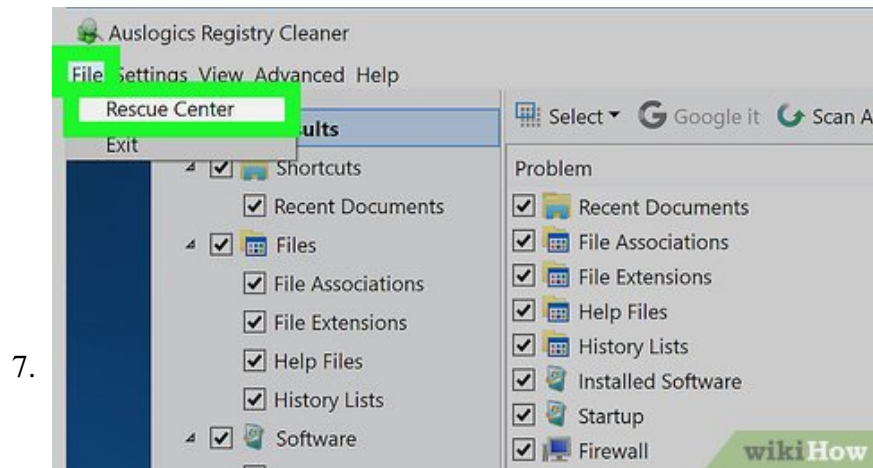 Auslogics Registry Cleaner
File Settings View Advanced Help
Rescue Center
Exit
Select Google it Scan A
sults
Problem
Shortcuts
Recent Documents
Files
File Associations
File Extensions
Help Files
History Lists
Software
Recent Documents
File Associations
File Extensions
Help Files
History Lists
Installed Software
Startup
Firewall
7.
wikiHow